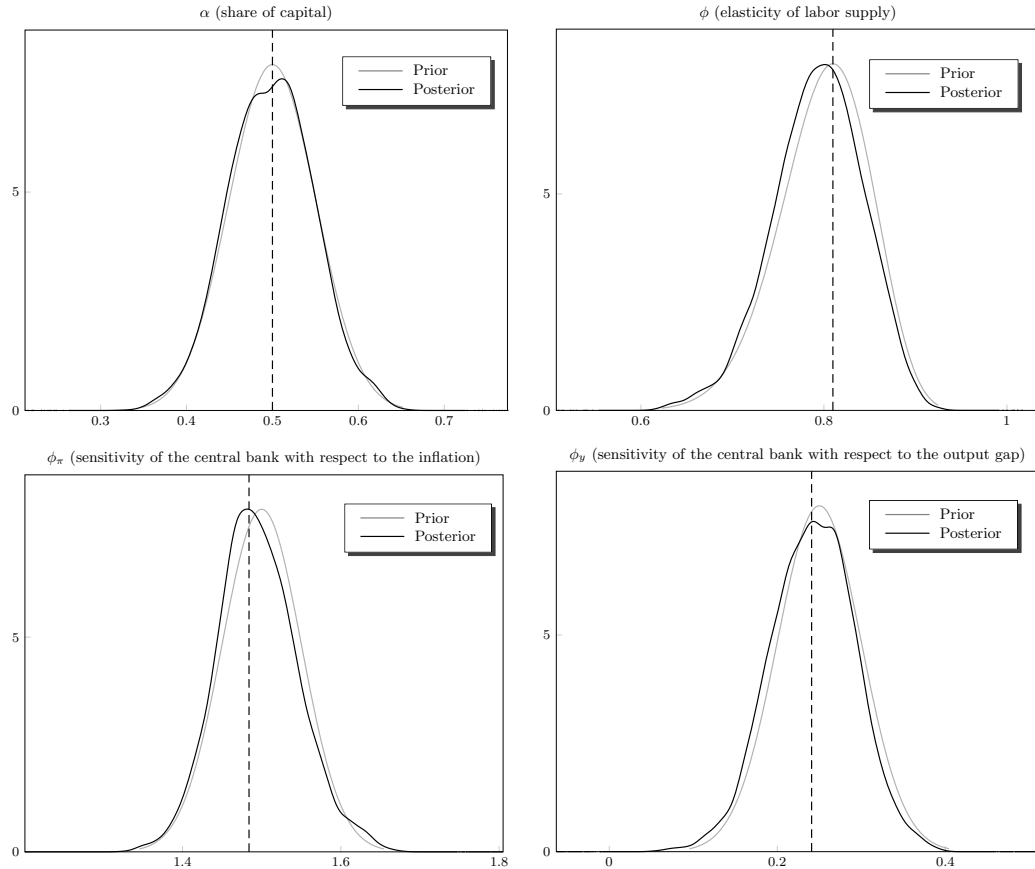 α (share of capital)
Prior
Posterior
5
0
0.3 0.4 0.5 0.6 0.7
ϕ (elasticity of labor supply)
Prior
Posterior
5
0
0.6 0.8 1
ϕπ (sensitivity of the central bank with respect to the inflation)
Prior
Posterior
5
0
1.4 1.6 1.8
ϕy (sensitivity of the central bank with respect to the output gap)
Prior
Posterior
5
0
0 0.2 0.4